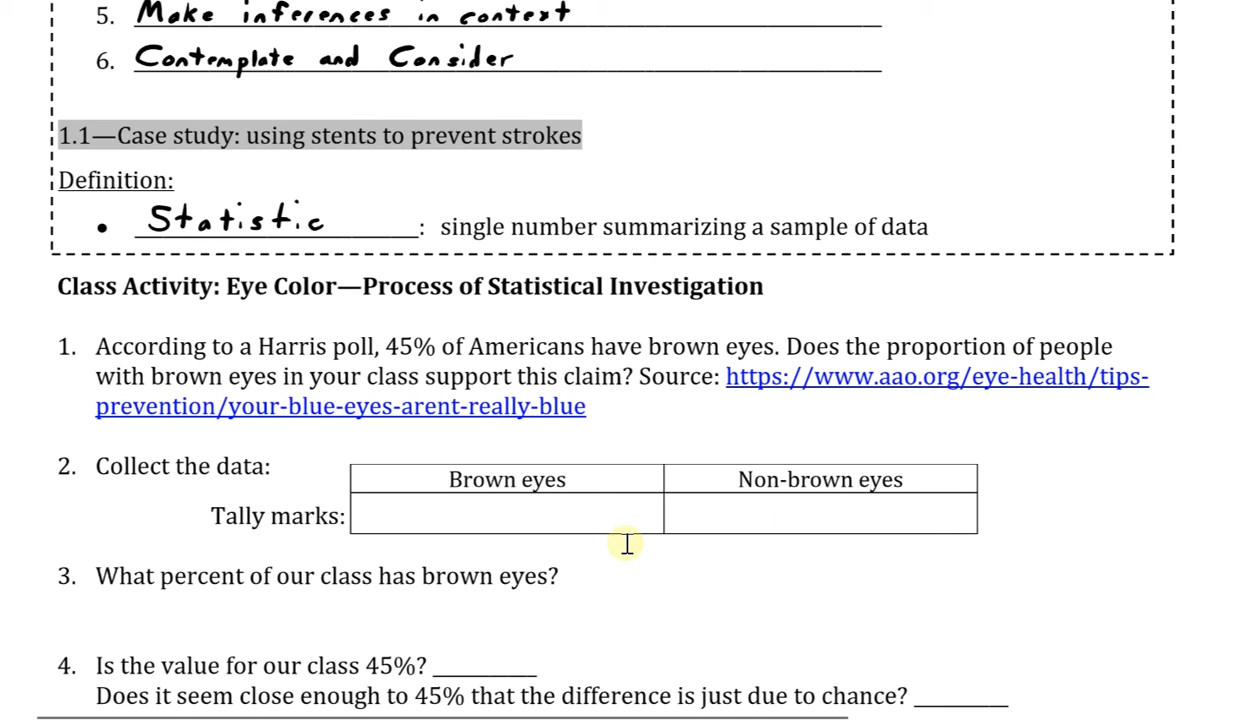 5. Make inferences in context
6. Contemplate and Consider
1.1—Case study: using stents to prevent strokes
Definition:
• Statistic: single number summarizing a sample of data
Class Activity: Eye Color—Process of Statistical Investigation
1. According to a Harris poll, 45% of Americans have brown eyes. Does the proportion of people
with brown eyes in your class support this claim? Source: https://www.aao.org/eye-health/tips-
prevention/your-blue-eyes-arent-really-blue
2. Collect the data:
Brown eyes Non-brown eyes
Tally marks:
3. What percent of our class has brown eyes?
4. Is the value for our class 45%? __________
Does it seem close enough to 45% that the difference is just due to chance? _________